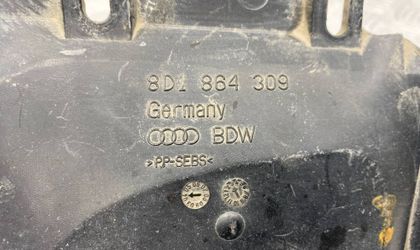 8D1 864 309
Germany
BDW
>PP-SEBS<